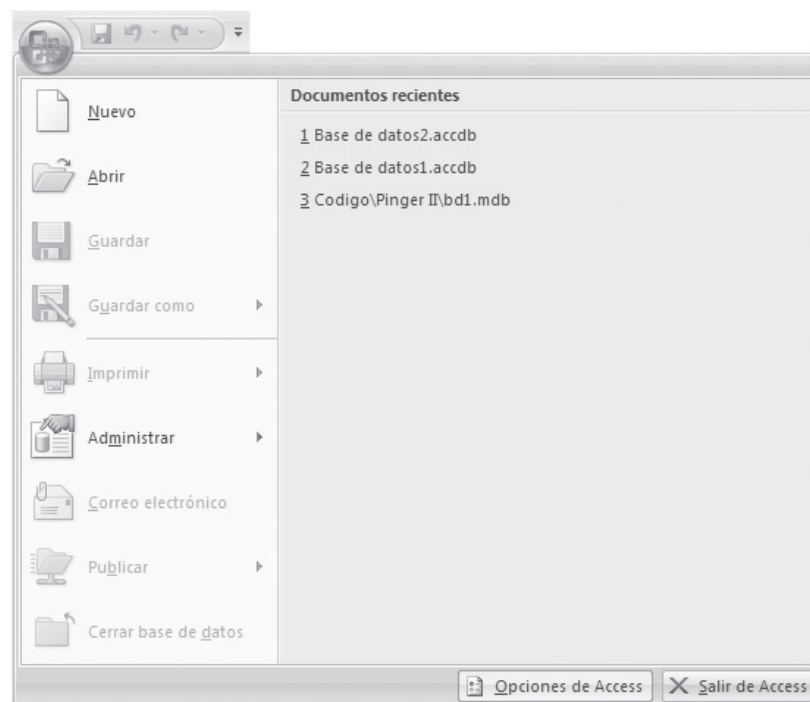 Nuevo
Abrir
Guardar
Guardar como
Imprimir
Administrar
Correo electrónico
Publicar
Cerrar base de datos
Documentos recientes
1 Base de datos2.accdb
2 Base de datos1.accdb
3 Codigo\Pinger II\bd1.mdb
Opciones de Access
Salir de Access